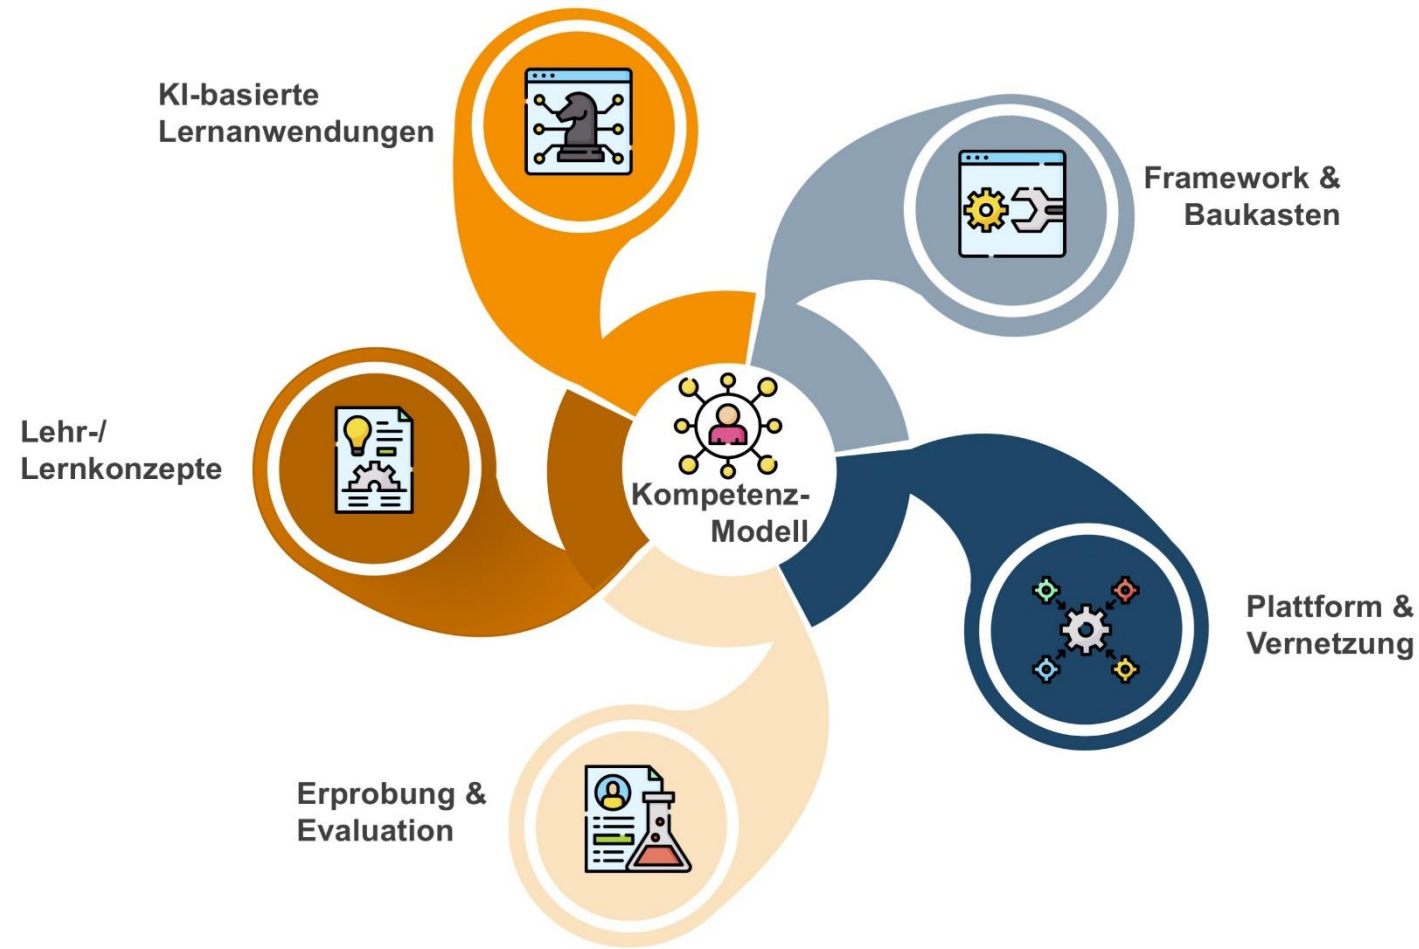 KI-basierte
Lernanwendungen
Framework &
Baukasten
Lehr-/
Lernkonzepte
Kompetenz-
Modell
Plattform &
Vernetzung
Erprobung &
Evaluation